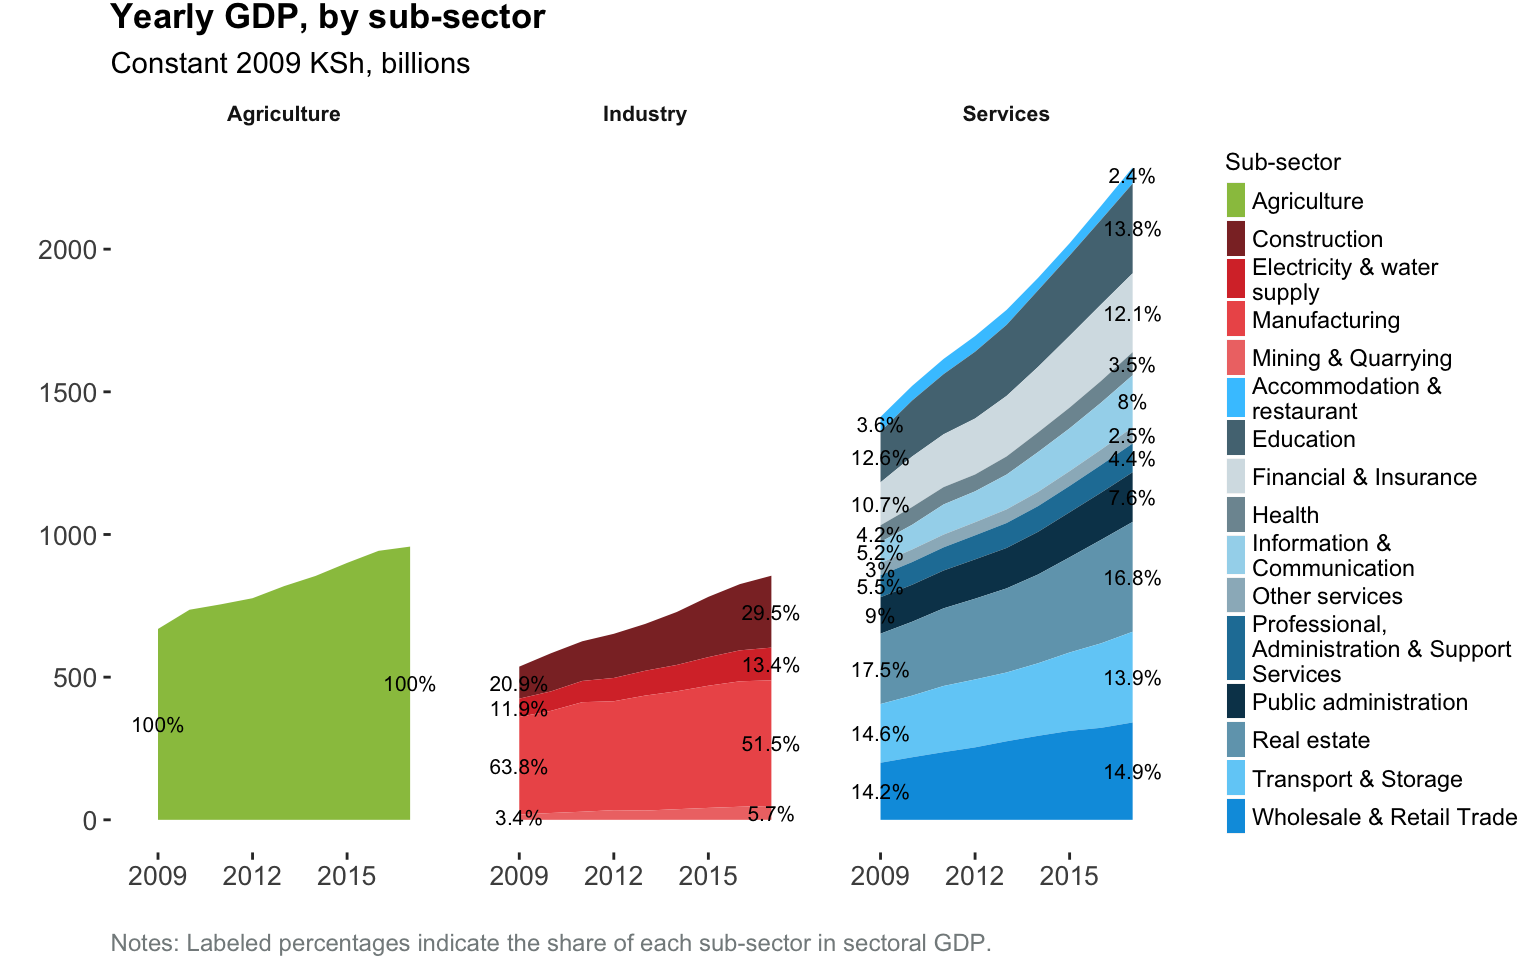 Yearly GDP, by sub-sector
Constant 2009 KSh, billions
Agriculture
Industry
Services
2000
1500
1000
500
0
100%
100%
20.9%
11.9%
63.8%
3.4%
29.5%
13.4%
51.5%
5.7%
3.6%
12.6%
10.7%
4.2%
5.2%
3%
5.5%
9%
17.5%
14.6%
14.2%
2.4%
13.8%
12.1%
3.5%
8%
2.5%
4.4%
7.6%
16.8%
13.9%
14.9%
2009 2012 2015
2009 2012 2015
2009 2012 2015
Sub-sector
Agriculture
Construction
Electricity & water
supply
Manufacturing
Mining & Quarrying
Accommodation &
restaurant
Education
Financial & Insurance
Health
Information &
Communication
Other services
Professional,
Administration & Support
Services
Public administration
Real estate
Transport & Storage
Wholesale & Retail Trade
Notes: Labeled percentages indicate the share of each sub-sector in sectoral GDP.